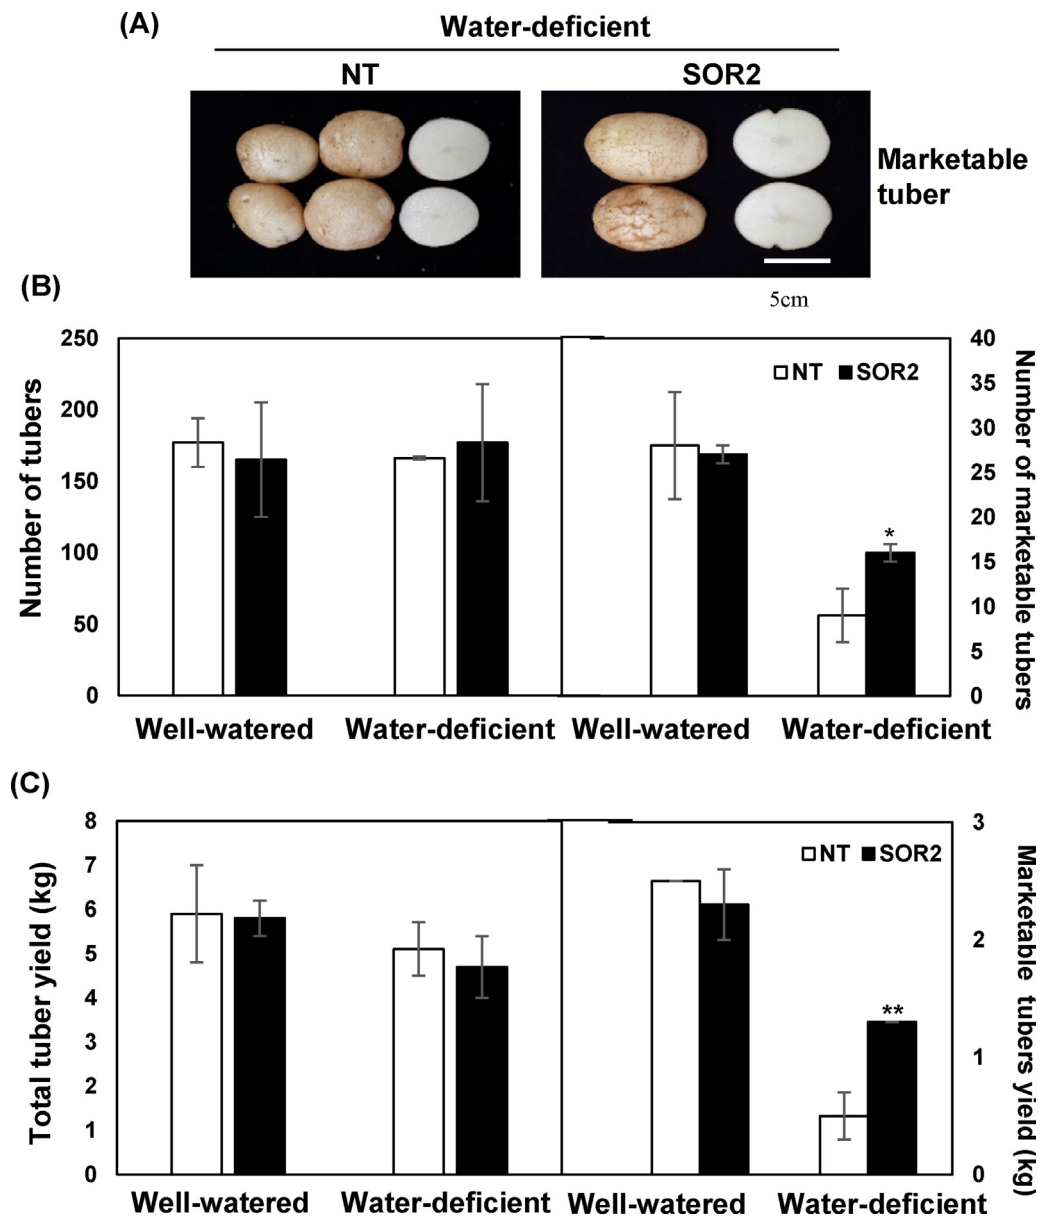 (A)
Water-deficient
NT
SOR2
Marketable
tuber
5cm
(B)
Number of tubers
250
200
150
100
50
0
NT SOR2
*
40
35
30
25
20
15
10
5
0
Number of marketable tubers
Well-watered Water-deficient Well-watered Water-deficient
(C)
Total tuber yield (kg)
8
7
6
5
4
3
2
1
0
NT SOR2
**
3
2
1
0
Marketable tubers yield (kg)
Well-watered Water-deficient Well-watered Water-deficient